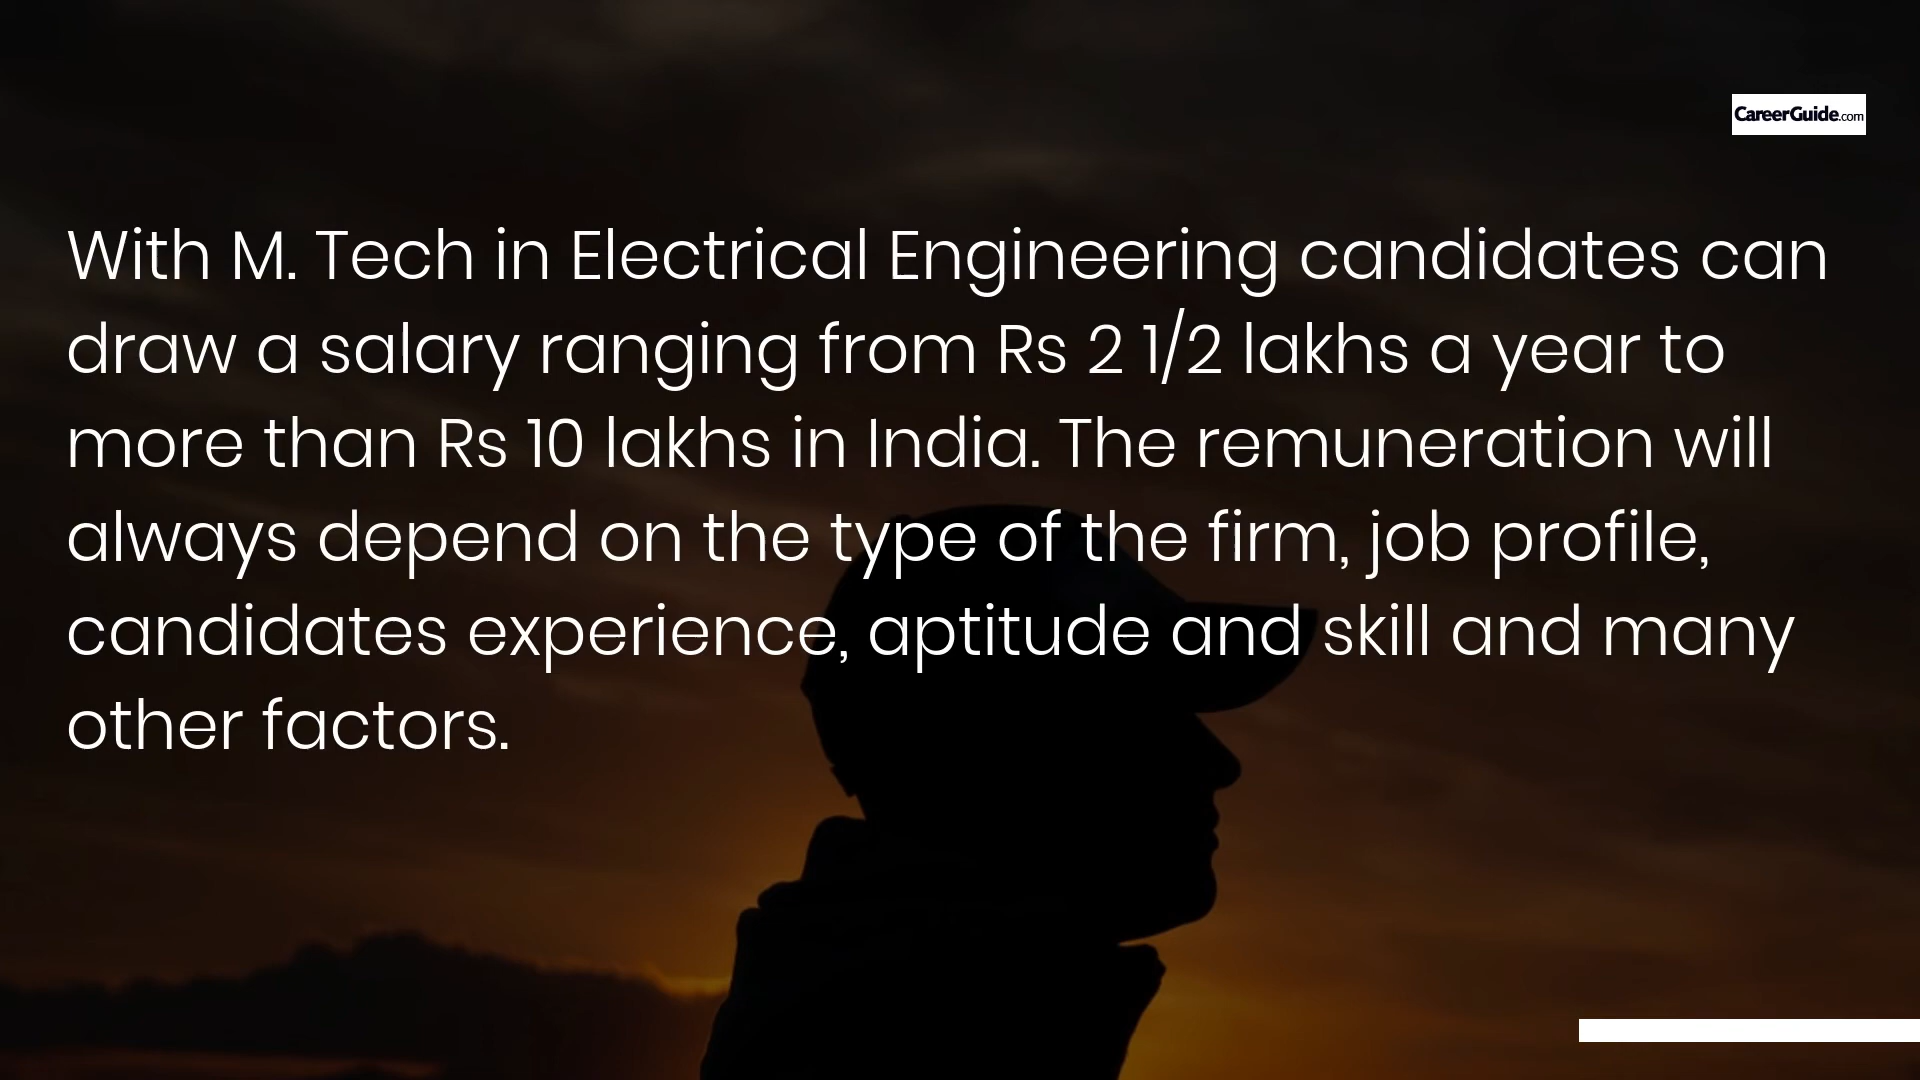 CareerGuide.com
With M. Tech in Electrical Engineering candidates can
draw a salary ranging from Rs 2 1/2 lakhs a year to
more than Rs 10 lakhs in India. The remuneration will
always depend on the type of the firm, job profile,
candidates experience, aptitude and skill and many
other factors.